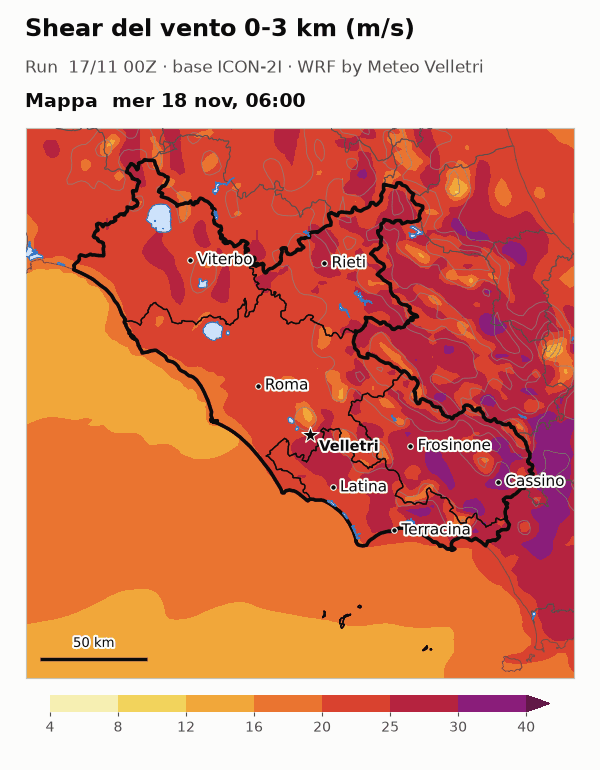 Shear del vento 0-3 km (m/s)
Run  17/11 00Z · base ICON-2I · WRF by Meteo Velletri
Mappa  mer 18 nov, 06:00
Viterbo
Rieti
Roma
Velletri
Frosinone
Latina
Cassino
Terracina
50 km
4 8 12 16 20 25 30 40